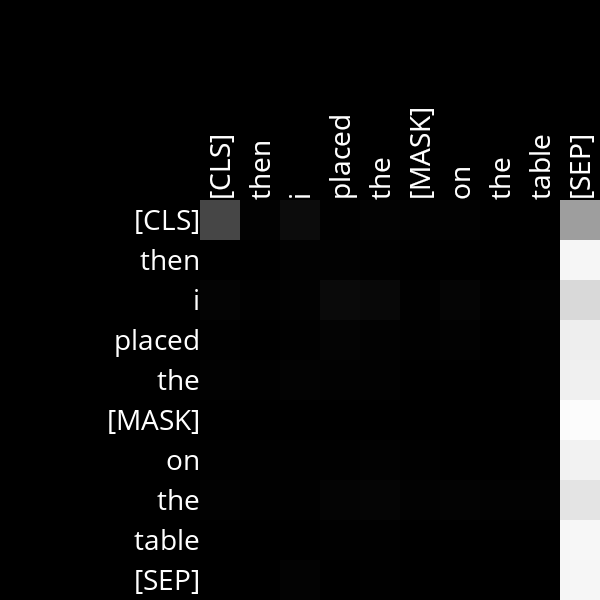 [CLS] then i placed the [MASK] on the table [SEP]
[CLS]
then
i
placed
the
[MASK]
on
the
table
[SEP]